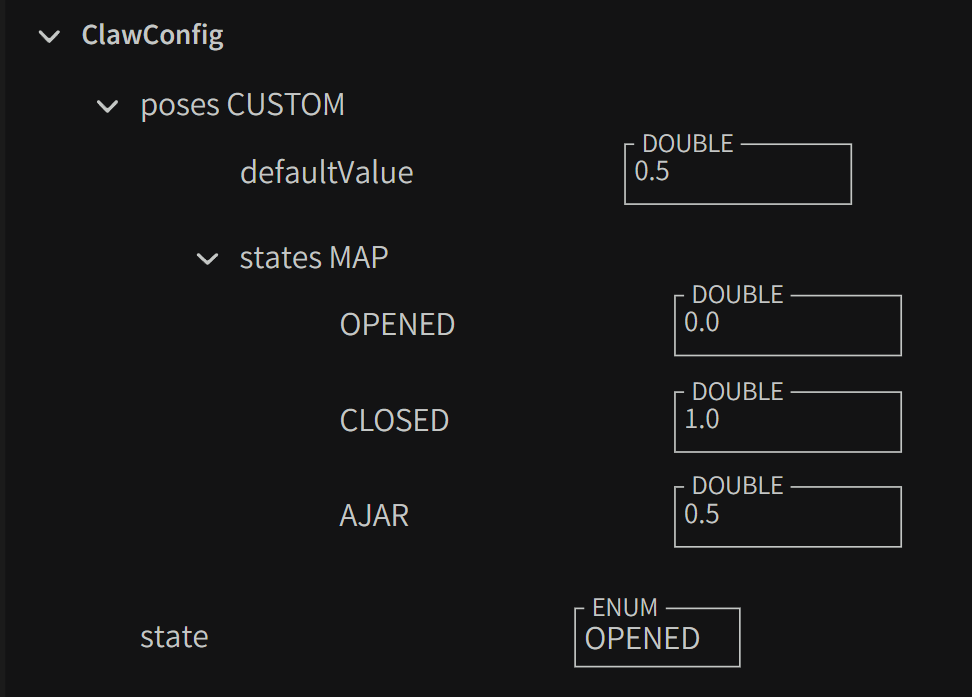 ClawConfig
poses CUSTOM
DOUBLE
defaultValue
0.5
states MAP
DOUBLE
OPENED
0.0
DOUBLE
CLOSED
1.0
DOUBLE
AJAR
0.5
ENUM
state
OPENED